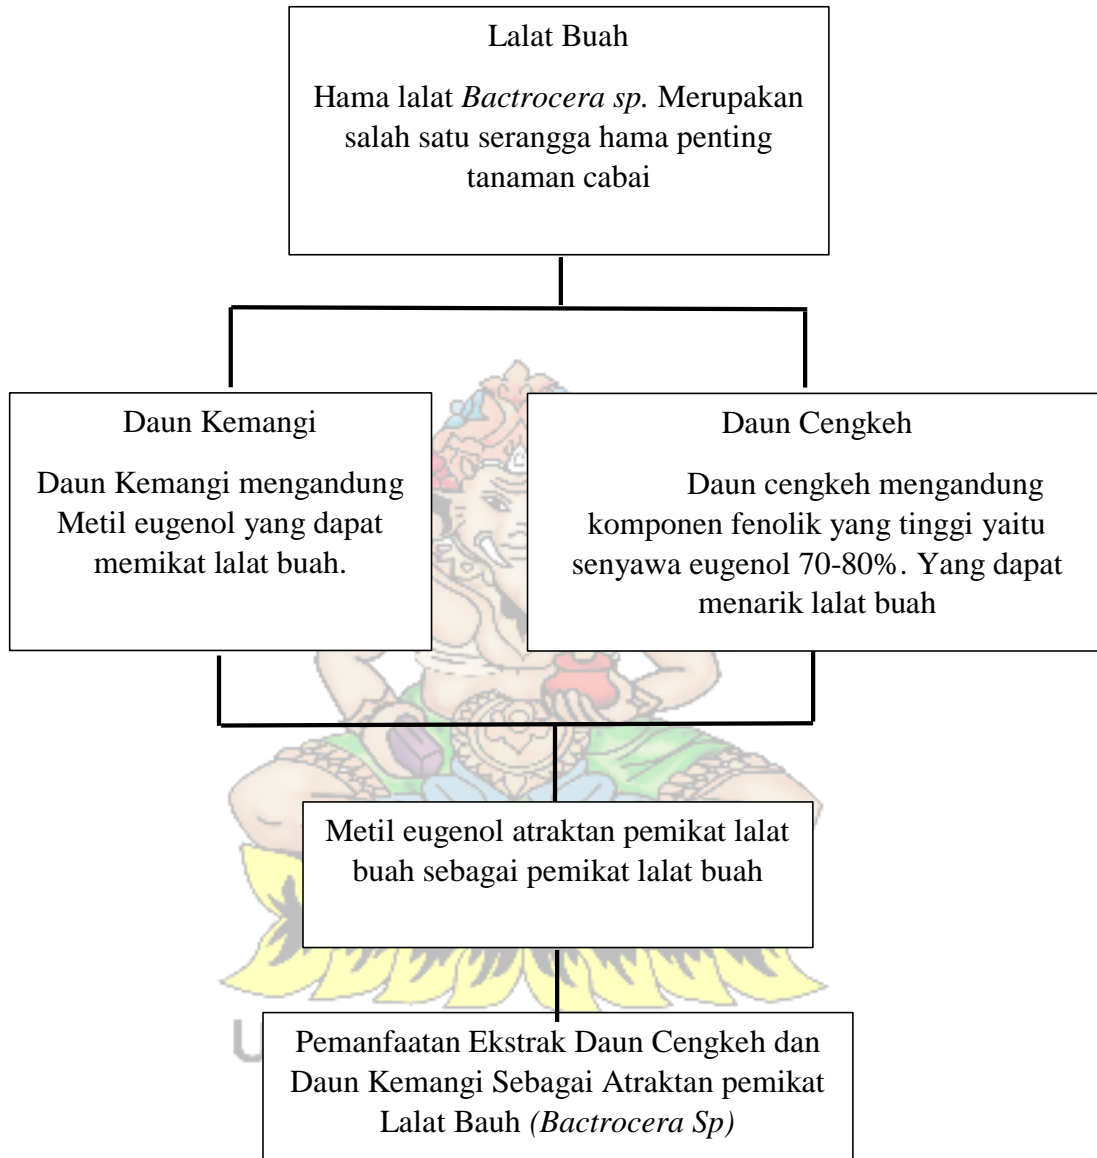 Lalat Buah
Hama lalat Bactrocera sp. Merupakan
salah satu serangga hama penting
tanaman cabai
Daun Kemangi
Daun Kemangi mengandung
Metil eugenol yang dapat
memikat lalat buah.
Daun Cengkeh
Daun cengkeh mengandung
komponen fenolik yang tinggi yaitu
senyawa eugenol 70-80%. Yang dapat
menarik lalat buah
Metil eugenol atraktan pemikat lalat
buah sebagai pemikat lalat buah
Pemanfaatan Ekstrak Daun Cengkeh dan
Daun Kemangi Sebagai Atraktan pemikat
Lalat Bauh (Bactrocera Sp)